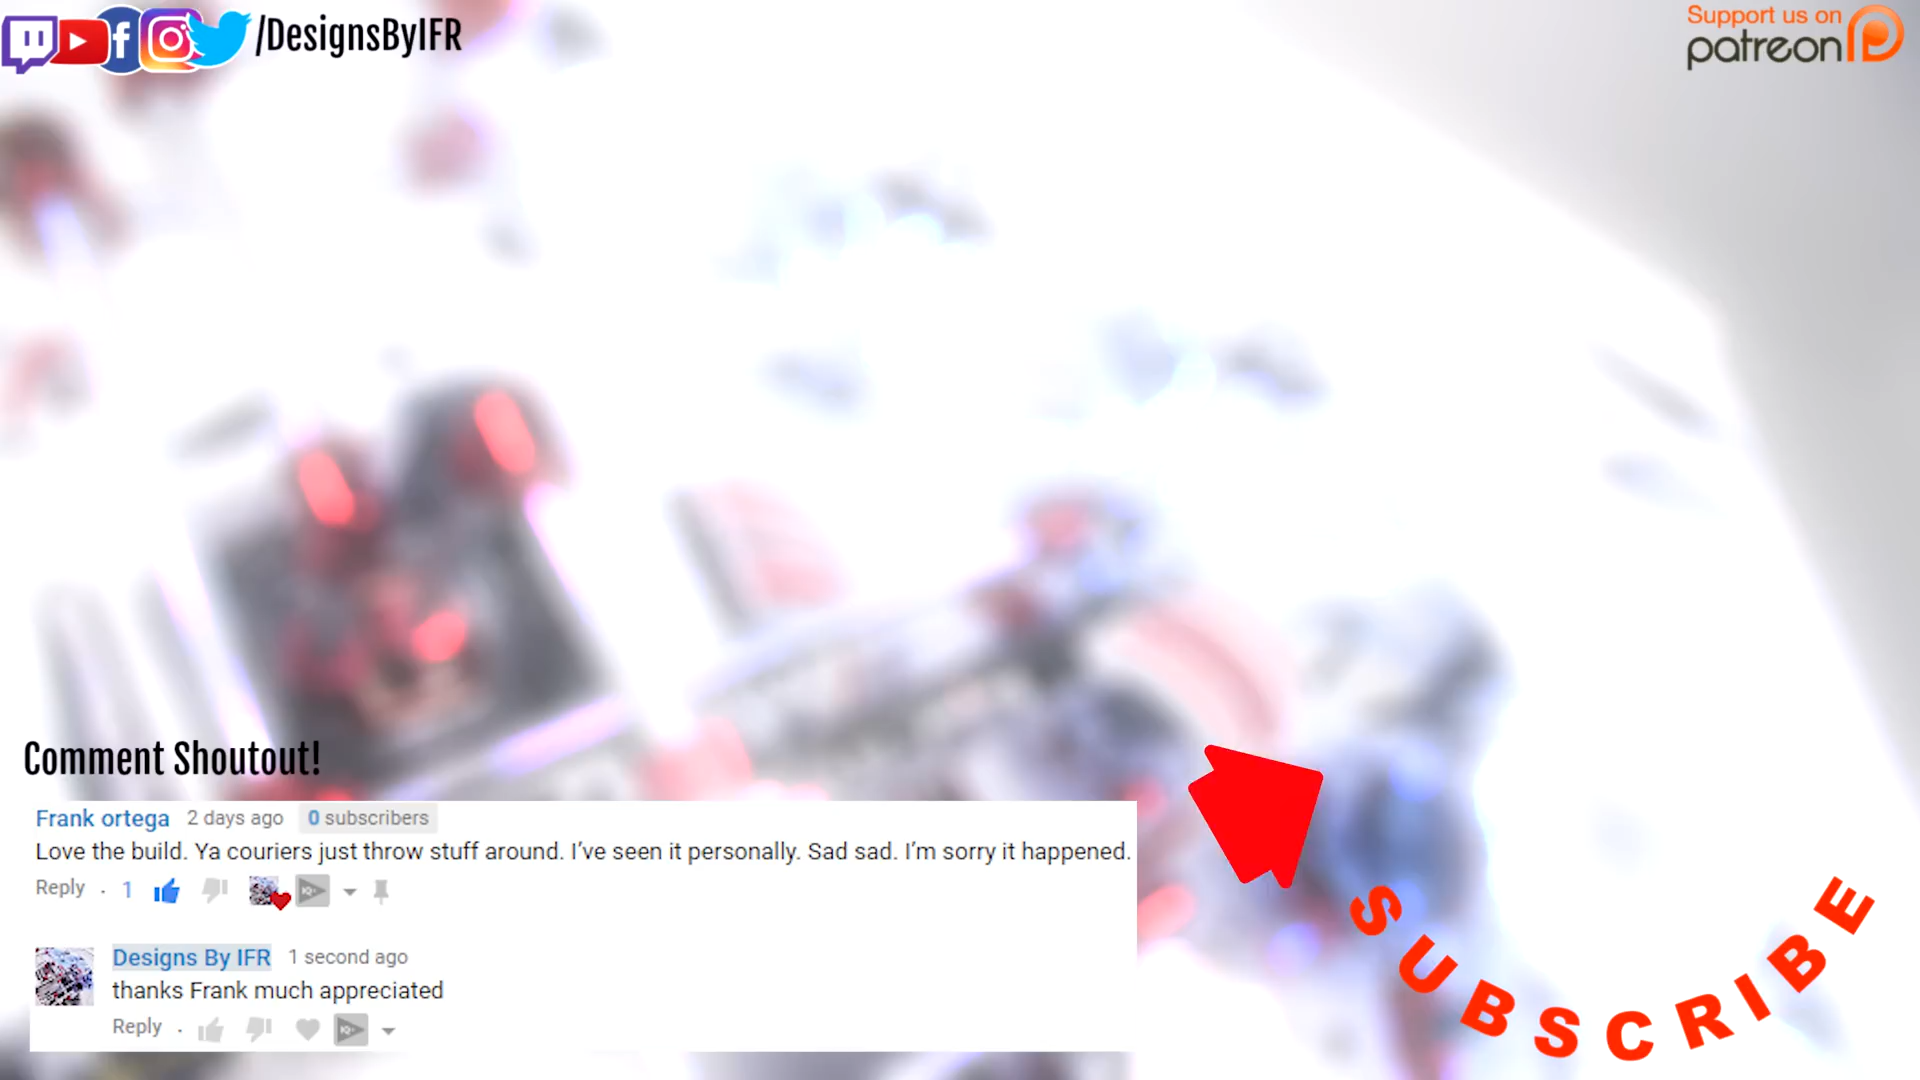 /DesignsByIFR
Support us on
patreon
Comment Shoutout!
Frank ortega 2 days ago 0 subscribers
Love the build. Ya couriers just throw stuff around. I've seen it personally. Sad sad. I'm sorry it happened.
Reply · 1
Designs By IFR 1 second ago
thanks Frank much appreciated
Reply ·
SUBSCRIBE